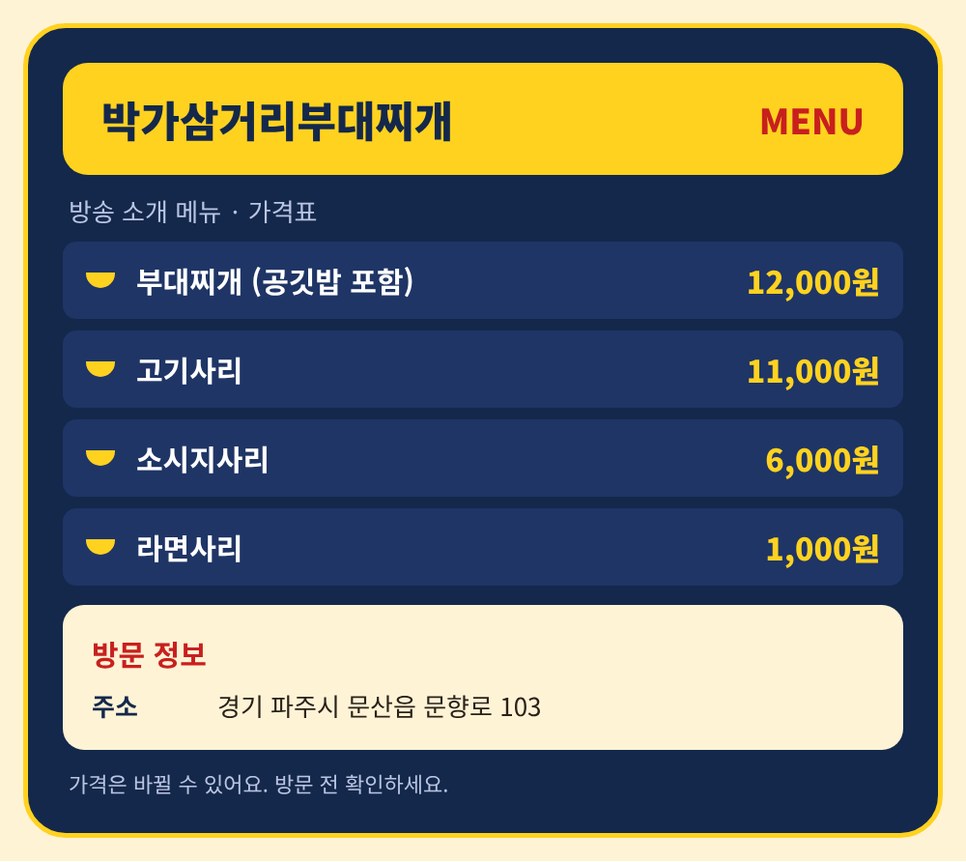 박가삼거리부대찌개 MENU
방송 소개 메뉴 · 가격표
부대찌개 (공깃밥 포함) 12,000원
고기사리 11,000원
소시지사리 6,000원
라면사리 1,000원
방문 정보
주소 경기 파주시 문산읍 문향로 103
가격은 바뀔 수 있어요. 방문 전 확인하세요.